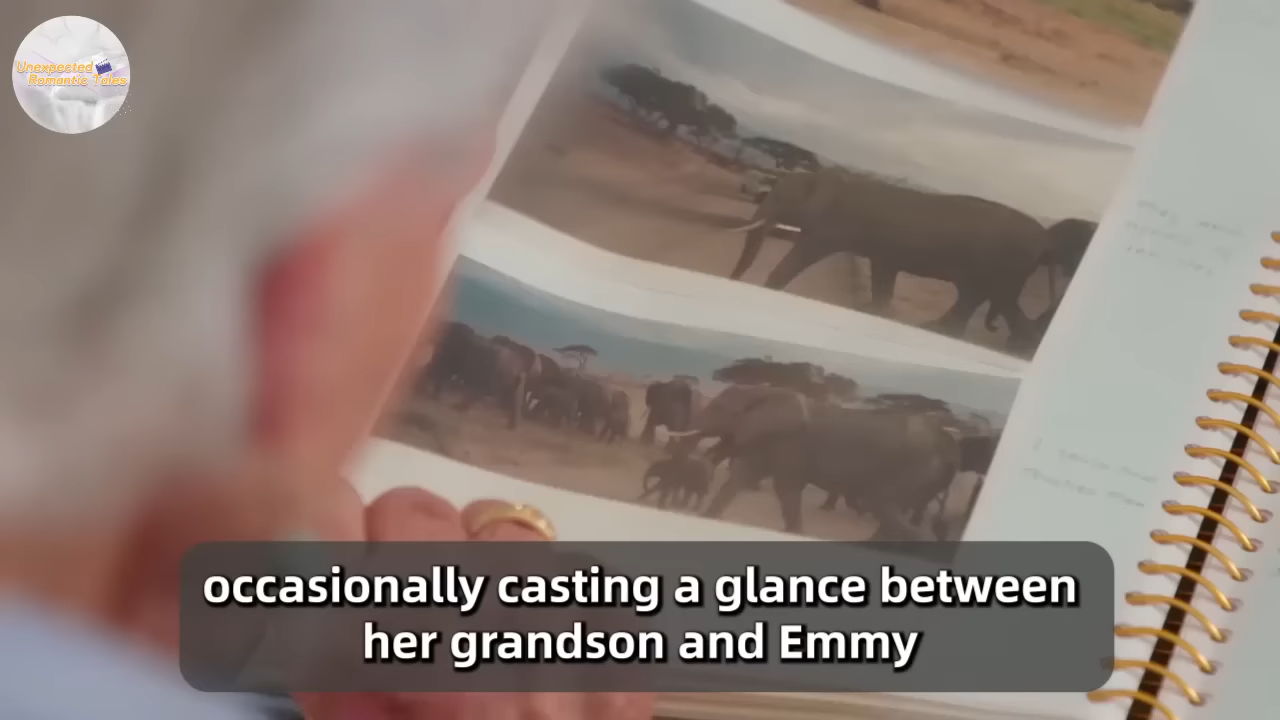 Unexpected
Romantic Tales
occasionally casting a glance between
her grandson and Emmy